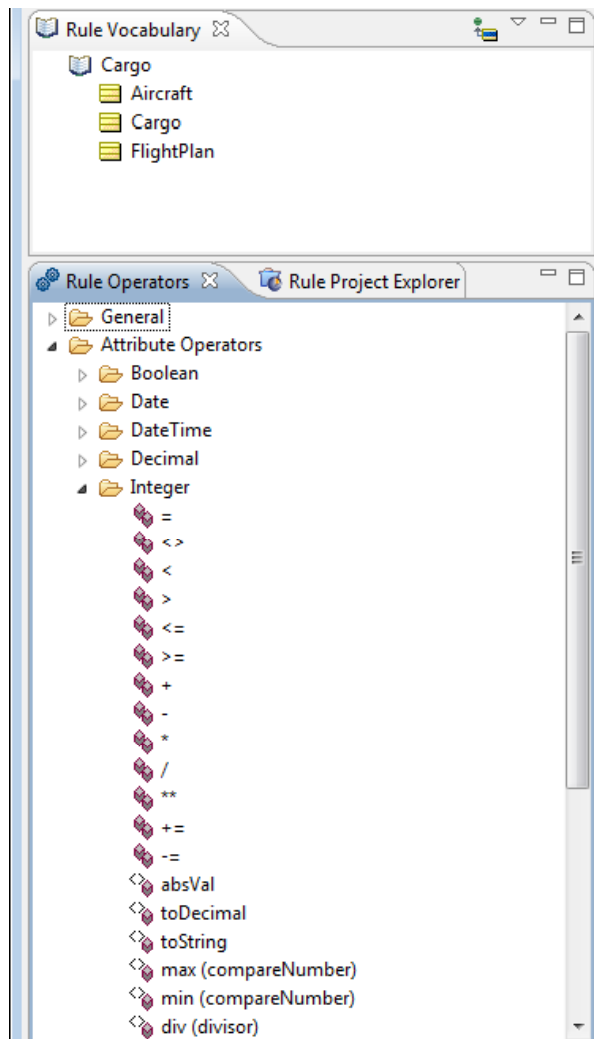 Rule Vocabulary
Cargo
Aircraft
Cargo
FlightPlan
Rule Operators Rule Project Explorer
General
Attribute Operators
Boolean
Date
DateTime
Decimal
Integer
=
<>
<
>
<=
>=
+
-
*
/
**
+=
-=
absVal
toDecimal
toString
max (compareNumber)
min (compareNumber)
div (divisor)